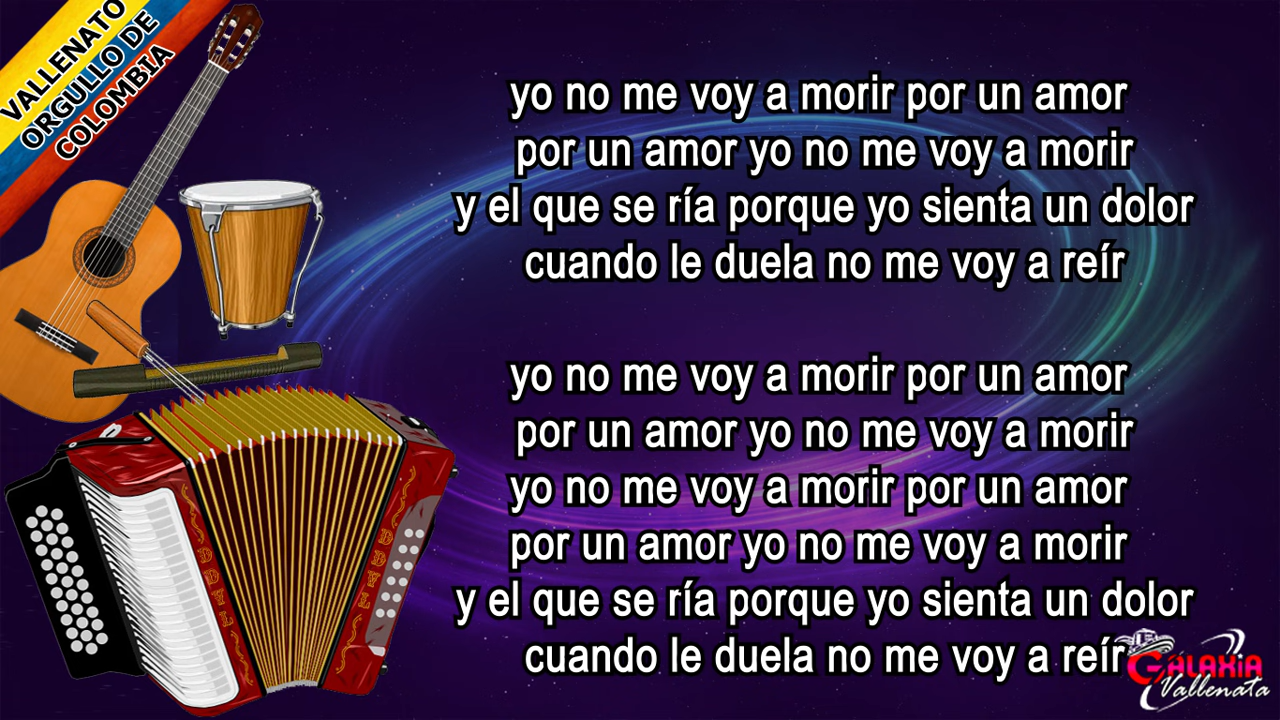 VALLENATO
ORGULLO DE
COLOMBIA
yo no me voy a morir por un amor
por un amor yo no me voy a morir
y el que se ría porque yo sienta un dolor
cuando le duela no me voy a reír
yo no me voy a morir por un amor
por un amor yo no me voy a morir
yo no me voy a morir por un amor
por un amor yo no me voy a morir
y el que se ría porque yo sienta un dolor
cuando le duela no me voy a reír
GALAXiA
Vallenata